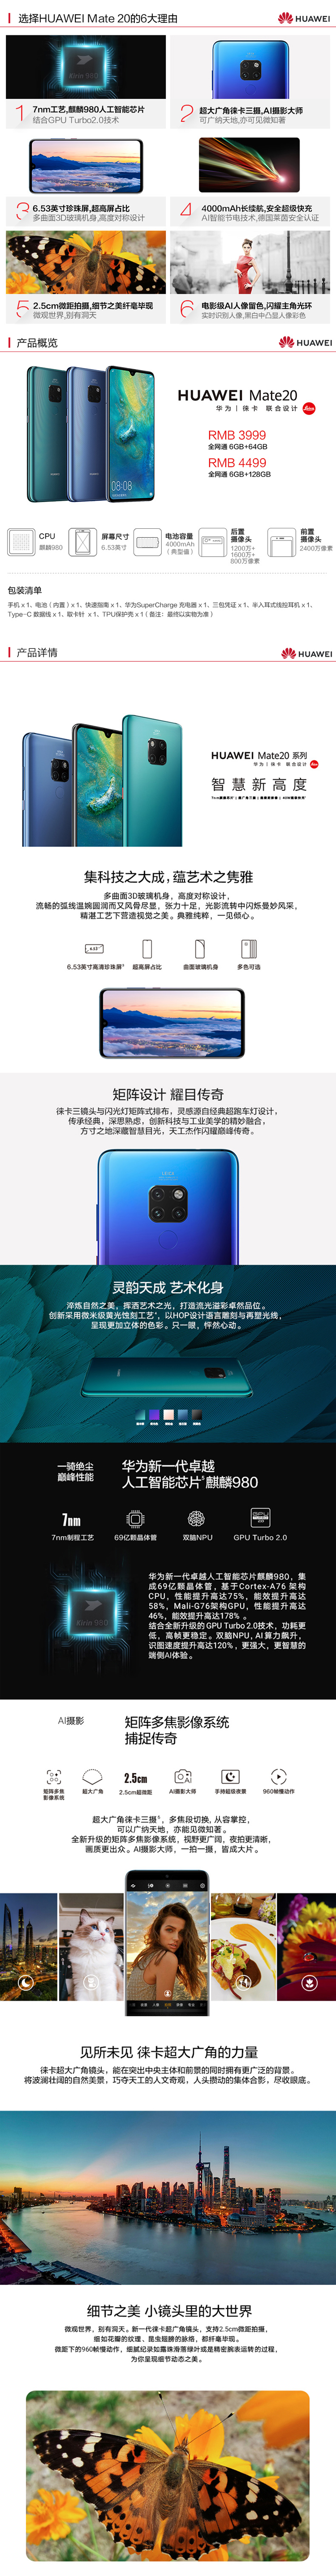 选择HUAWEI Mate 20的6大理由
HUAWEI
Kirin 980
1
7nm工艺,麒麟980人工智能芯片
结合GPU Turbo2.0技术
2
超大广角徕卡三摄,AI摄影大师
可广纳天地,亦可见微知著
3
6.53英寸珍珠屏,超高屏占比
多曲面3D玻璃机身,高度对称设计
4
4000mAh长续航,安全超级快充
AI智能节电技术,德国莱茵安全认证
5
2.5cm微距拍摄,细节之美纤毫毕现
微观世界,别有洞天
6
电影级AI人像留色,闪耀主角光环
实时识别人像,黑白中凸显人像彩色
产品概览
HUAWEI
HUAWEI Mate20
华为 | 徕卡 联合设计
08:08
RMB 3999
全网通 6GB+64GB
RMB 4499
全网通 6GB+128GB
CPU
麒麟980
屏幕尺寸
6.53英寸
电池容量
4000mAh
(典型值)
后置
摄像头
1200万+
1600万+
800万像素
前置
摄像头
2400万像素
包装清单
手机 x 1、电池(内置) x 1、快速指南 x 1、华为SuperCharge 充电器 x 1、三包凭证 x 1、半入耳式线控耳机 x 1、
Type-C 数据线 x 1、取卡针 x 1、TPU保护壳 x 1(备注:最终以实物为准)
产品详情
HUAWEI
HUAWEI Mate20 系列
华为 | 徕卡 联合设计
智慧新高度
集科技之大成,蕴艺术之隽雅
多曲面3D玻璃机身,高度对称设计,
流畅的弧线温婉圆润而又风骨尽显,张力十足,光影流转中闪烁曼妙风采,
精湛工艺下营造视觉之美。典雅纯粹,一见倾心。
6.53"
6.53英寸高清珍珠屏
超高屏占比
曲面玻璃机身
多色可选
矩阵设计 耀目传奇
徕卡三镜头与闪光灯矩阵式排布,灵感源自经典超跑车灯设计,
传承经典,深思熟虑,创新科技与工业美学的精妙融合,
方寸之地深藏智慧目光,天工杰作闪耀巅峰传奇。
LEICA
灵韵天成 艺术化身
淬炼自然之美,挥洒艺术之光,打造流光溢彩卓然品位。
创新采用微米级黄光蚀刻工艺,以HOP设计语言雕刻与再塑光线,
呈现更加立体的色彩。只一眼,怦然心动。
一骑绝尘
巅峰性能
华为新一代卓越
人工智能芯片5麒麟980
7nm
7nm制程工艺
69亿颗晶体管
双脑NPU
GPU Turbo 2.0
Kirin 980
华为新一代卓越人工智能芯片麒麟980,集
成69亿颗晶体管,基于Cortex-A76 架构
CPU,性能提升高达75%,能效提升高达
58%,Mali-G76架构GPU,性能提升高达
46%,能效提升高达178%。
结合全新升级的 GPU Turbo 2.0技术,功耗更
低,高帧更稳定。双脑NPU,AI算力飙升,
识图速度提升高达120%,更强大,更智慧的
端侧AI体验。
AI摄影
矩阵多焦影像系统
捕捉传奇
矩阵多焦
影像系统
超大广角
2.5cm
2.5cm超微距
AI摄影大师
手持超级夜景
960帧慢动作
超大广角徕卡三摄6,多焦段切换,从容掌控,
可以广纳天地,亦能见微知著。
全新升级的矩阵多焦影像系统,视野更广阔,夜拍更清晰,
画质更出众。AI摄影大师,一拍一摄,皆成大片。
见所未见 徕卡超大广角的力量
徕卡超大广角镜头,能在突出中央主体和前景的同时拥有更广泛的背景。
将波澜壮阔的自然美景,巧夺天工的人文奇观,人头攒动的集体合影,尽收眼底。
细节之美 小镜头里的大世界
微观世界,别有洞天。新一代徕卡超广角镜头,支持2.5cm微距拍摄,
细如花瓣的纹理、昆虫翅膀的脉络,都纤毫毕现。
微距下的960帧慢动作,细腻纪录如露珠滑落绿叶或是精密腕表运转的过程,
为你呈现细节动态之美。